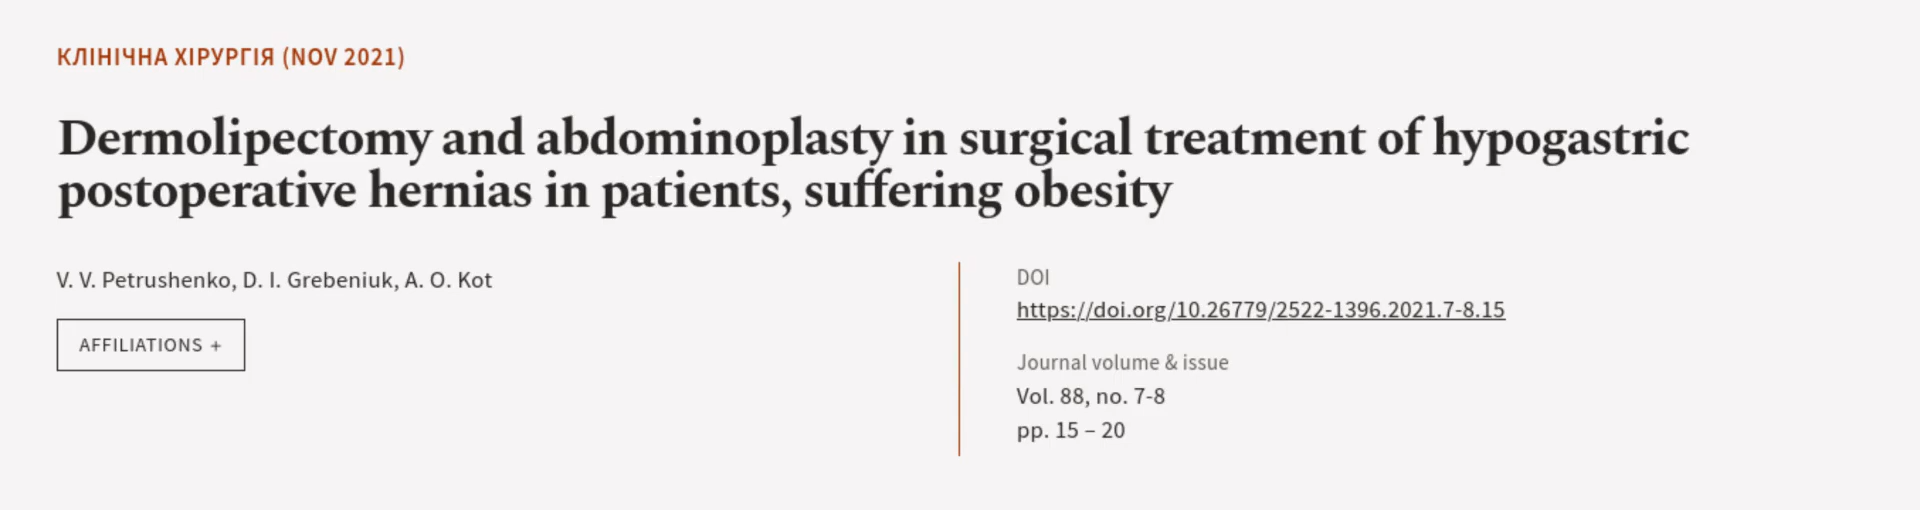 КЛІНІЧНА ХІРУРГІЯ (NOV 2021)
Dermolipectomy and abdominoplasty in surgical treatment of hypogastric
postoperative hernias in patients, suffering obesity
V. V. Petrushenko, D. I. Grebeniuk, A. O. Kot
AFFILIATIONS +
DOI
https://doi.org/10.26779/2522-1396.2021.7-8.15
Journal volume & issue
Vol. 88, no. 7-8
pp. 15 – 20